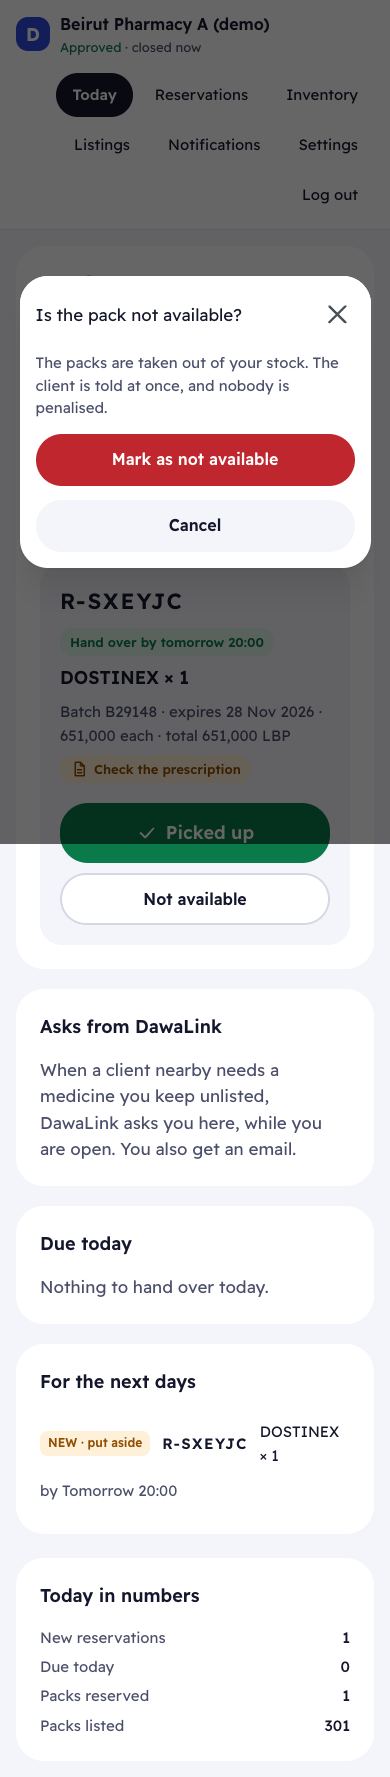 D
Beirut Pharmacy A (demo)
Approved · closed now
Today
Reservations
Inventory
Listings
Notifications
Settings
Log out
Is the pack not available?
The packs are taken out of your stock. The
client is told at once, and nobody is
penalised.
Mark as not available
Cancel
R-SXEYJC
Hand over by tomorrow 20:00
DOSTINEX × 1
Batch B29148 · expires 28 Nov 2026 ·
651,000 each · total 651,000 LBP
Check the prescription
Picked up
Not available
Asks from DawaLink
When a client nearby needs a
medicine you keep unlisted,
DawaLink asks you here, while you
are open. You also get an email.
Due today
Nothing to hand over today.
For the next days
NEW · put aside
R-SXEYJC
DOSTINEX
× 1
by Tomorrow 20:00
Today in numbers
New reservations 1
Due today 0
Packs reserved 1
Packs listed 301